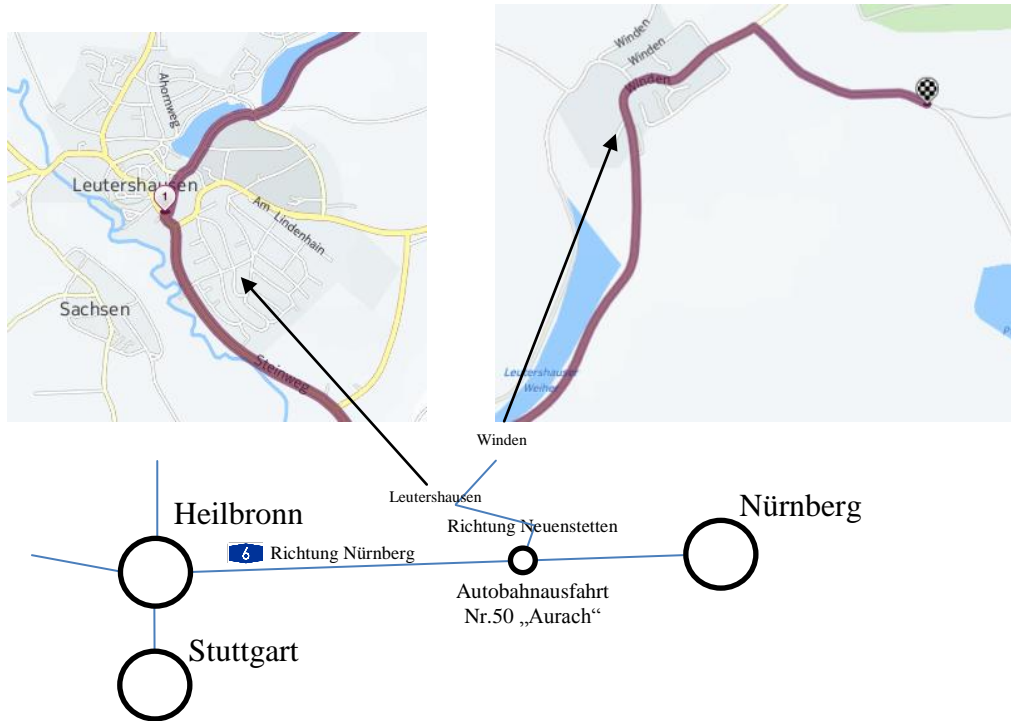 Ahornweg
Leutershausen
1
Am Lindenhain
Sachsen
Steinweg
Winden
Winden
Winden
Leutershauser
Weiher
Winden
Leutershausen
Heilbronn
Nürnberg
Richtung Neuenstetten
6 Richtung Nürnberg
Autobahnausfahrt
Nr.50 „Aurach“
Stuttgart